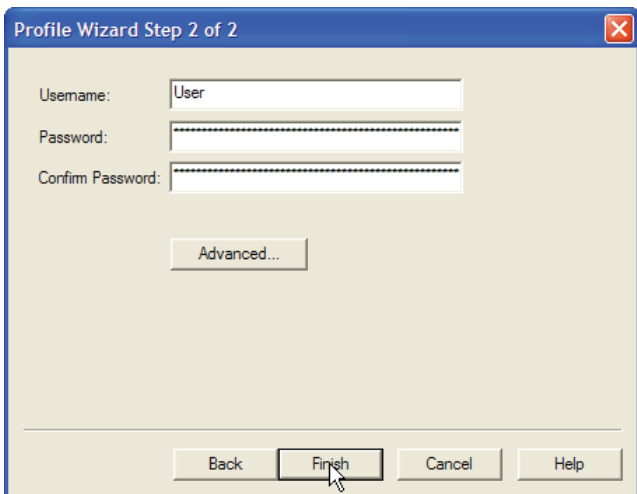 Profile Wizard Step 2 of 2
Username: User
Password: **************************************************
Confirm Password: **************************************************
Advanced...
Back Finish Cancel Help